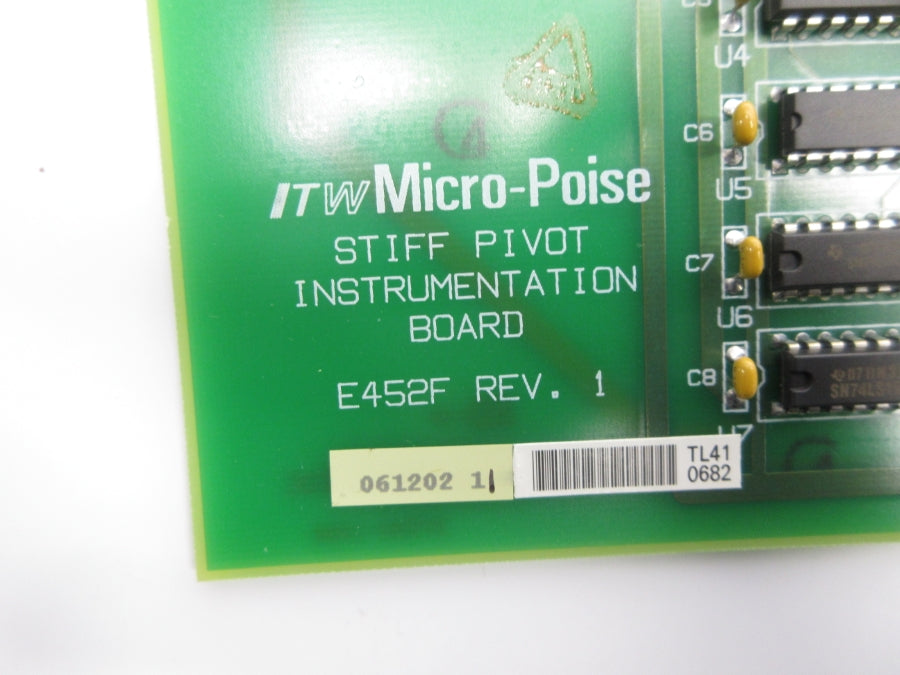 U4
C6
U5
ITW Micro-Poise
STIFF PIVOT
INSTRUMENTATION
BOARD
C7
U6
E452F REV. 1
C8
U7
061202 1
TL41
0682